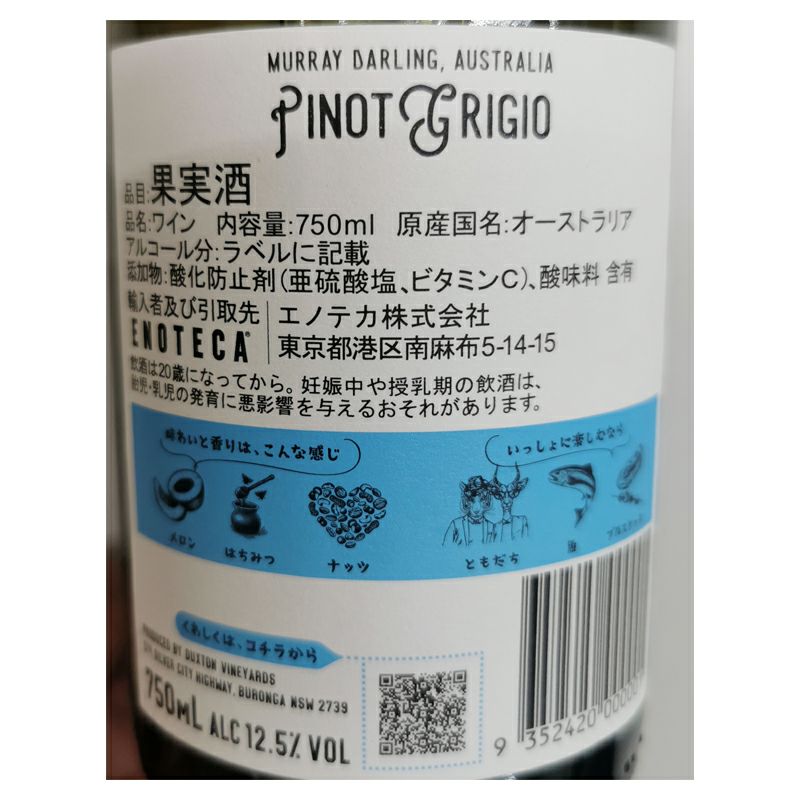 MURRAY DARLING, AUSTRALIA
PINOT GRIGIO
品目:果実酒
品名:ワイン 内容量:750ml 原産国名:オーストラリア
アルコール分:ラベルに記載
添加物:酸化防止剤(亜硫酸塩、ビタミンC)、酸味料 含有
輸入者及び引取先 エノテカ株式会社
ENOTECA® 東京都港区南麻布5-14-15
飲酒は20歳になってから。妊娠中や授乳期の飲酒は、
胎児・乳児の発育に悪影響を与えるおそれがあります。
味わいと香りは、こんな感じ いっしょに楽しむなら
メロン はちみつ ナッツ ともだち
くわしくは、コチラから
PRODUCED BY DUXTON VINEYARDS
SILVER CITY HIGHWAY, BURONGA NSW 2739
750ML ALC 12.5% VOL
9 352420 00000